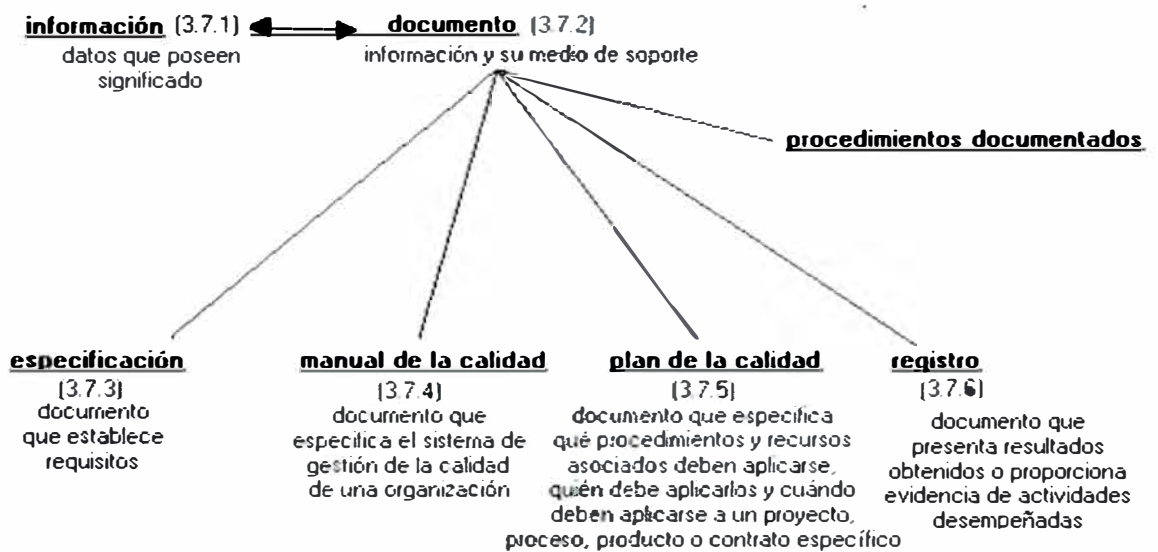 información (3.7.1)
datos que poseen
significado
documento (3.7.2)
información y su medio de soporte
procedimientos documentados
especificación
(3.7.3)
documento
que establece
requisitos
manual de la calidad
(3.7.4)
documento que
especifica el sistema de
gestión de la calidad
de una organización
plan de la calidad
(3.7.5)
documento que especifica
qué procedimientos y recursos
asociados deben aplicarse,
quién debe aplicarlos y cuándo
deben aplicarse a un proyecto,
proceso, producto o contrato específico
registro
(3.7.6)
documento que
presenta resultados
obtenidos o proporciona
evidencia de actividades
desempeñadas